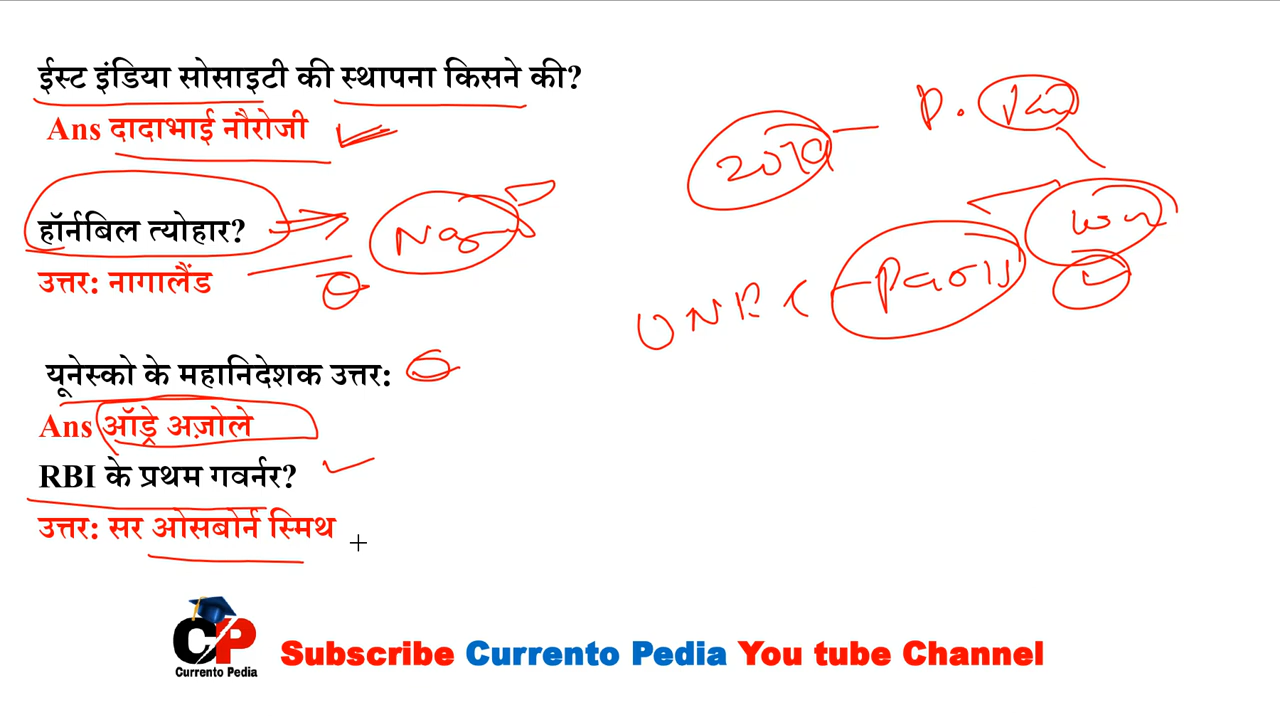 ईस्ट इंडिया सोसाइटी की स्थापना किसने की?
Ans दादाभाई नौरोजी
हॉर्नबिल त्योहार?
उत्तर: नागालैंड
यूनेस्को के महानिदेशक उत्तर:
Ans ऑड्रे अज़ोले
RBI के प्रथम गवर्नर?
उत्तर: सर ओसबोर्न स्मिथ
P.
CP
Currento Pedia
Subscribe Currento Pedia You tube Channel